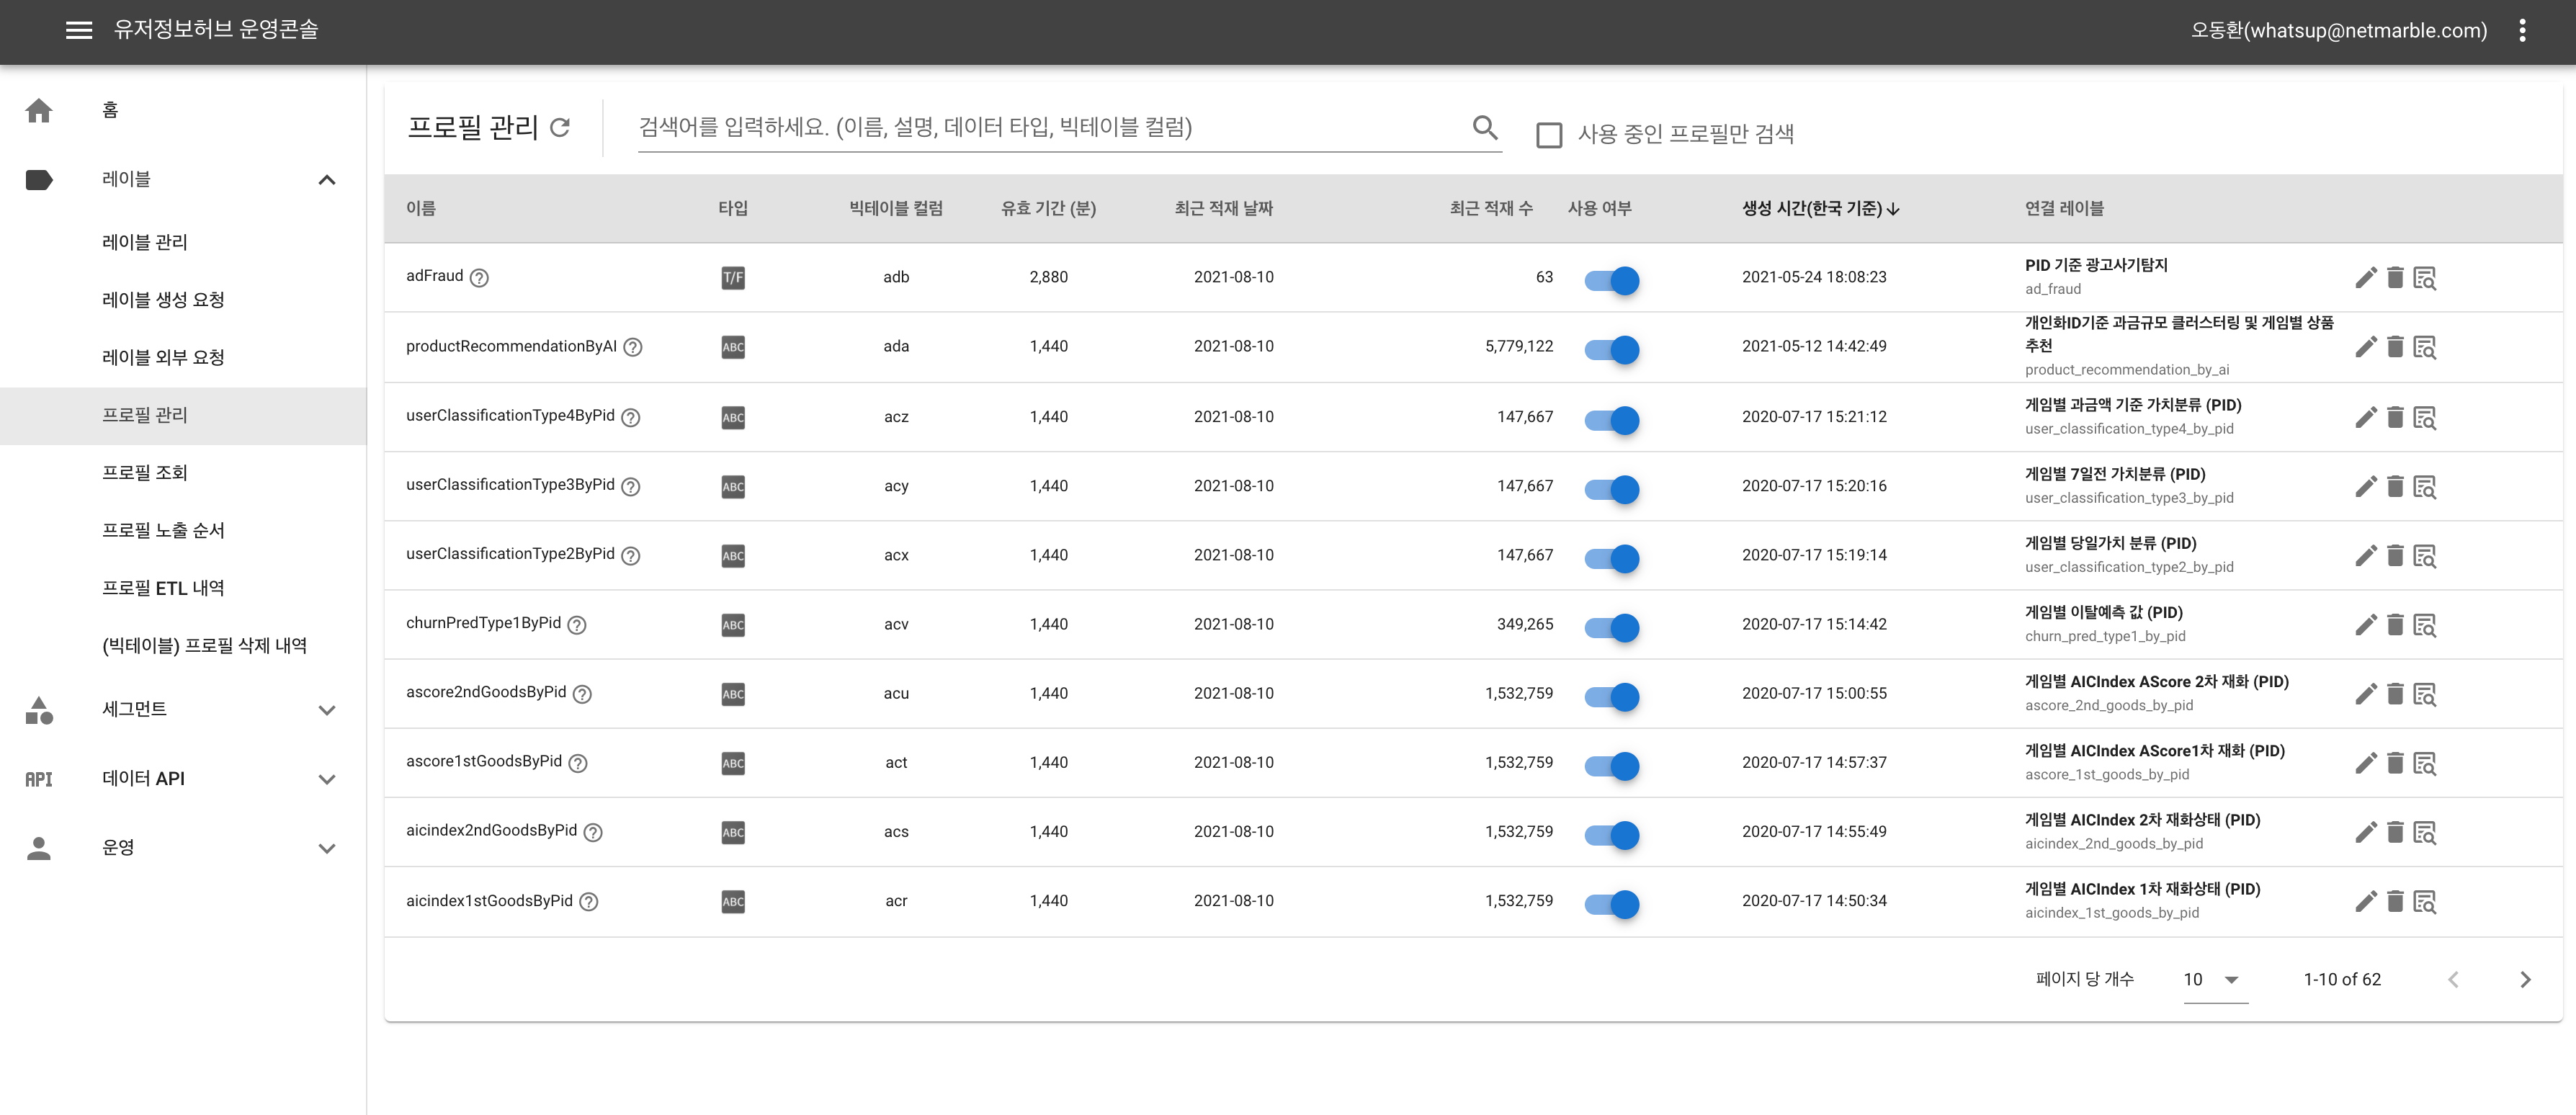 유저정보허브 운영콘솔
오동환(whatsup@netmarble.com)
홈
레이블
레이블 관리
레이블 생성 요청
레이블 외부 요청
프로필 관리
프로필 조회
프로필 노출 순서
프로필 ETL 내역
(빅테이블) 프로필 삭제 내역
세그먼트
API 데이터 API
운영
프로필 관리
검색어를 입력하세요. (이름, 설명, 데이터 타입, 빅테이블 컬럼)
사용 중인 프로필만 검색
이름 타입 빅테이블 컬럼 유효 기간 (분) 최근 적재 날짜 최근 적재 수 사용 여부 생성 시간(한국 기준) 연결 레이블
adFraud T/F adb 2,880 2021-08-10 63 2021-05-24 18:08:23 PID 기준 광고사기탐지
ad_fraud
productRecommendationByAI ABC ada 1,440 2021-08-10 5,779,122 2021-05-12 14:42:49 개인화ID기준 과금규모 클러스터링 및 게임별 상품
추천
product_recommendation_by_ai
userClassificationType4ByPid ABC acz 1,440 2021-08-10 147,667 2020-07-17 15:21:12 게임별 과금액 기준 가치분류 (PID)
user_classification_type4_by_pid
userClassificationType3ByPid ABC acy 1,440 2021-08-10 147,667 2020-07-17 15:20:16 게임별 7일전 가치분류 (PID)
user_classification_type3_by_pid
userClassificationType2ByPid ABC acx 1,440 2021-08-10 147,667 2020-07-17 15:19:14 게임별 당일가치 분류 (PID)
user_classification_type2_by_pid
churnPredType1ByPid ABC acv 1,440 2021-08-10 349,265 2020-07-17 15:14:42 게임별 이탈예측 값 (PID)
churn_pred_type1_by_pid
ascore2ndGoodsByPid ABC acu 1,440 2021-08-10 1,532,759 2020-07-17 15:00:55 게임별 AICIndex AScore 2차 재화 (PID)
ascore_2nd_goods_by_pid
ascore1stGoodsByPid ABC act 1,440 2021-08-10 1,532,759 2020-07-17 14:57:37 게임별 AICIndex AScore1차 재화 (PID)
ascore_1st_goods_by_pid
aicindex2ndGoodsByPid ABC acs 1,440 2021-08-10 1,532,759 2020-07-17 14:55:49 게임별 AICIndex 2차 재화상태 (PID)
aicindex_2nd_goods_by_pid
aicindex1stGoodsByPid ABC acr 1,440 2021-08-10 1,532,759 2020-07-17 14:50:34 게임별 AICIndex 1차 재화상태 (PID)
aicindex_1st_goods_by_pid
페이지 당 개수 10 1-10 of 62